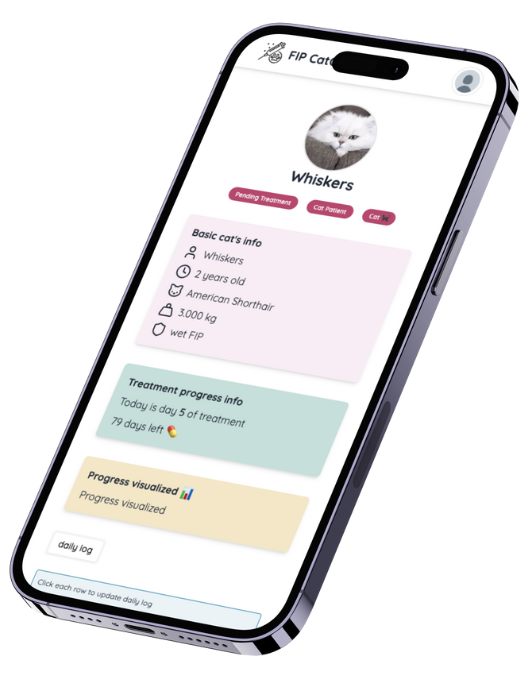 FIP Cat
Whiskers
Pending Treatment Cat Patient Cat
Basic cat's info
Whiskers
2 years old
American Shorthair
3.000 kg
wet FIP
Treatment progress info
Today is day 5 of treatment
79 days left 💊
Progress visualized 📊
Progress visualized
daily log
Click each row to update daily log